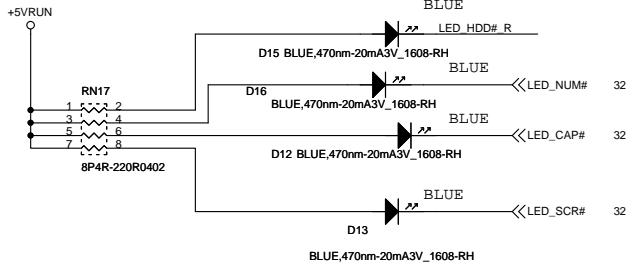 BLUE
+5VRUN
LED_HDD#_R
D15 BLUE,470nm-20mA3V_1608-RH
BLUE
RN17
D16
LED_NUM# 32
BLUE,470nm-20mA3V_1608-RH
1 2
3 4
BLUE
5 6
LED_CAP# 32
7 8
D12 BLUE,470nm-20mA3V_1608-RH
8P4R-220R0402
BLUE
LED_SCR# 32
D13
BLUE,470nm-20mA3V_1608-RH